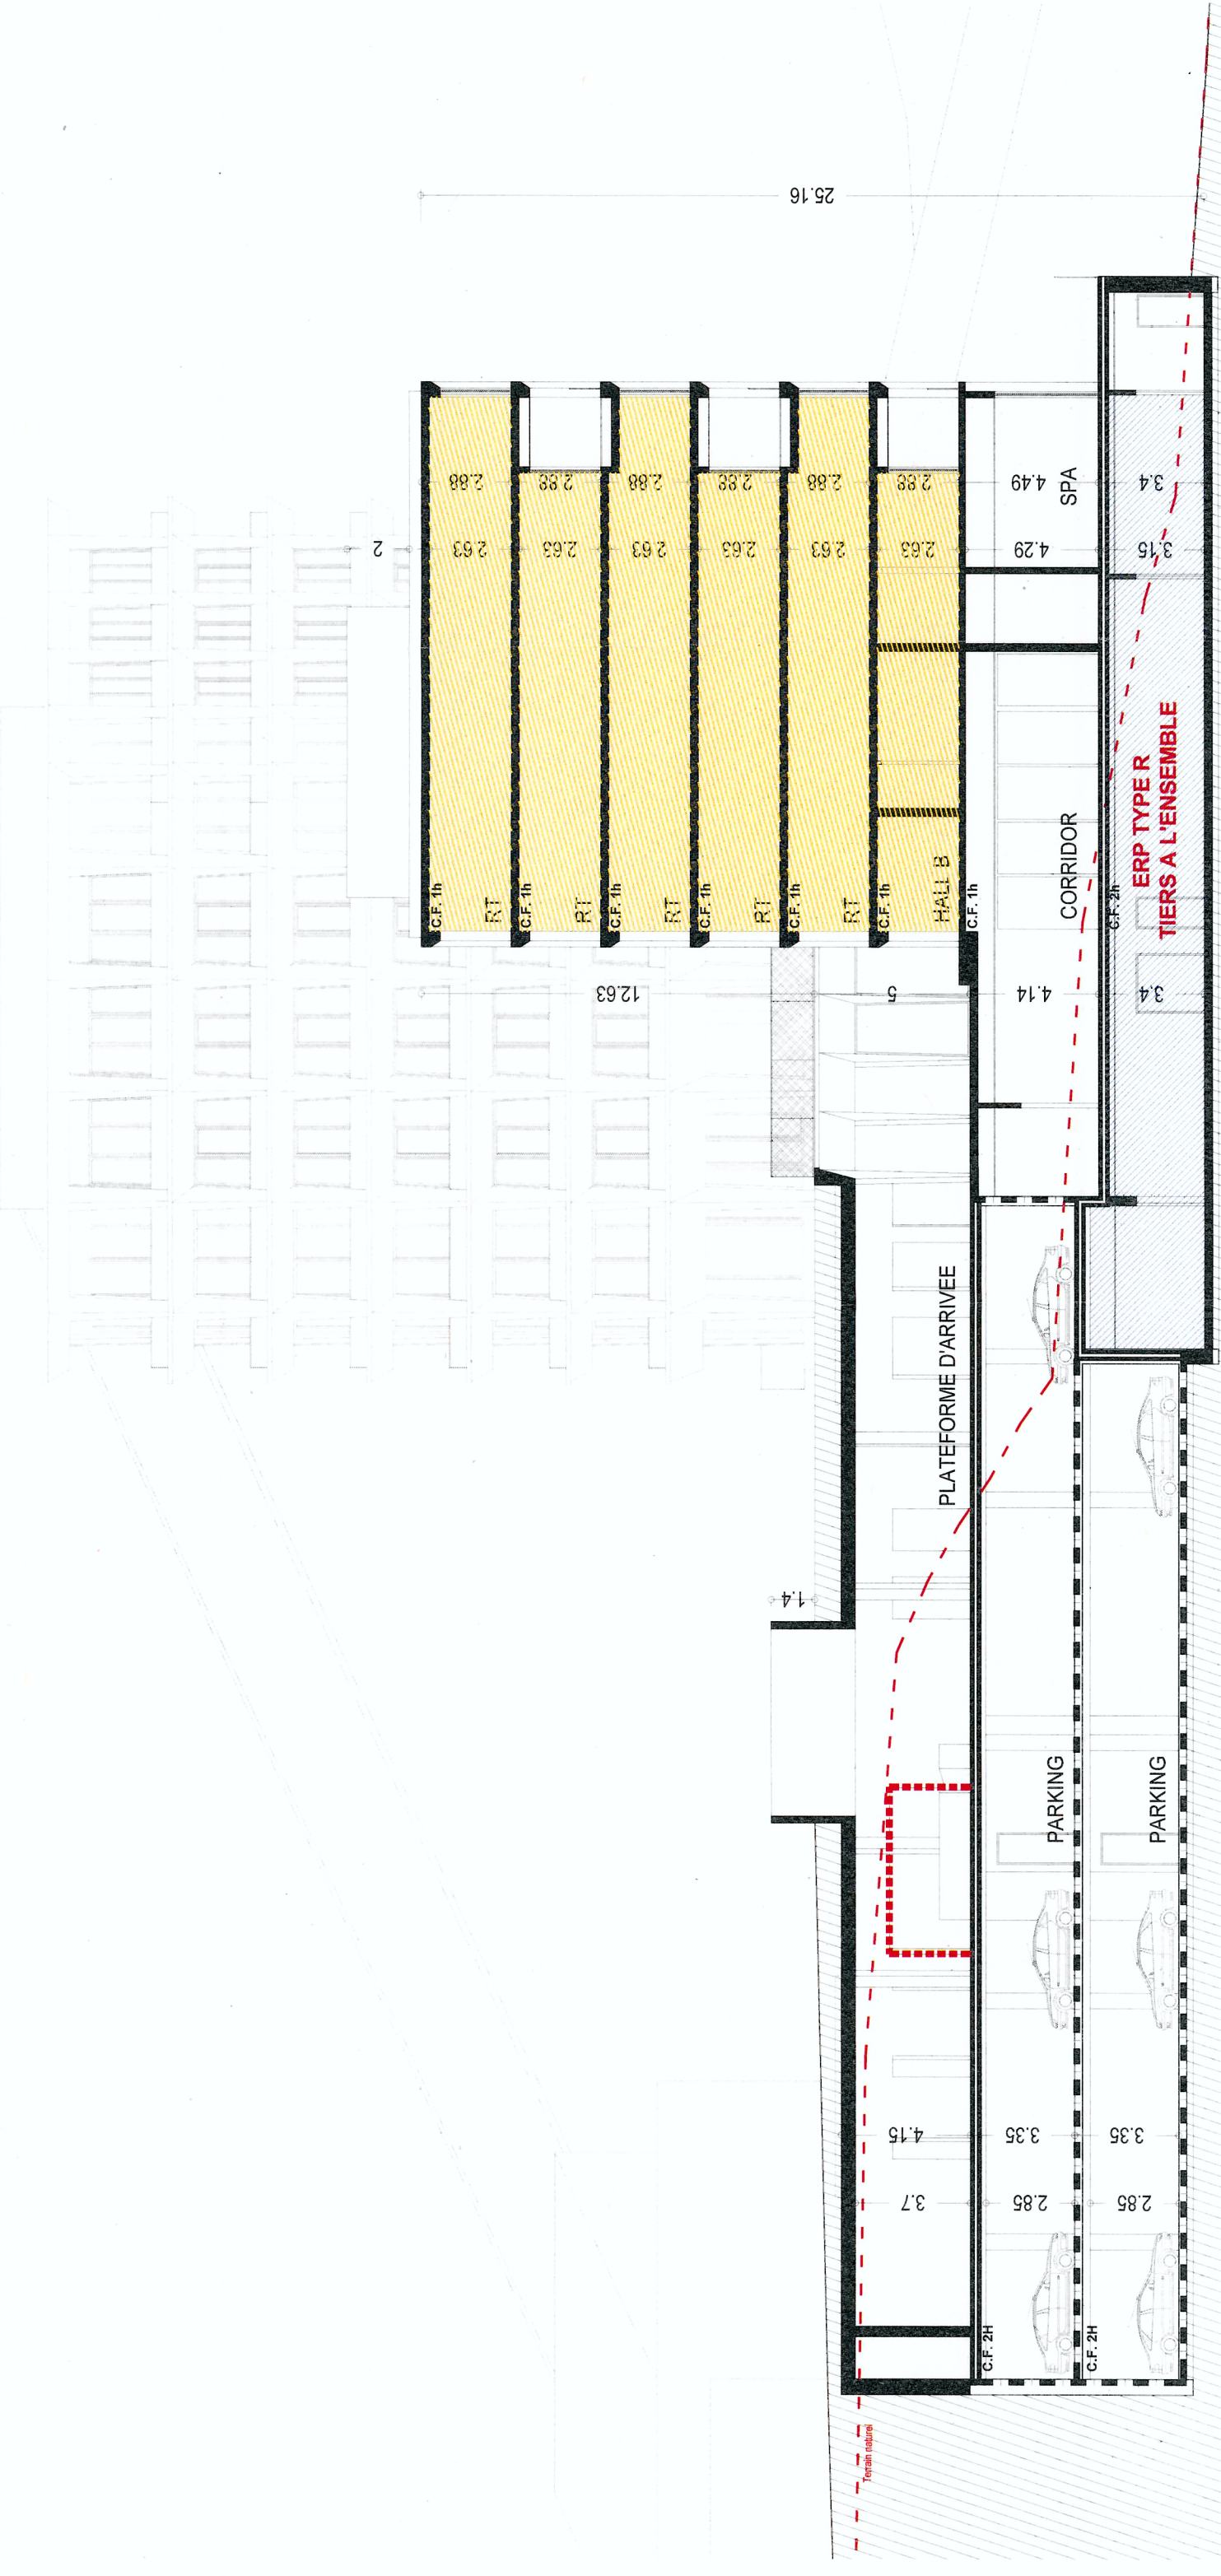 25.16
2.88
2.88
2.88
2.88
2.88
2.88
4.49
SPA
3.4
2
2.63
2.63
2.63
2.63
2.63
2.63
4.29
3.15
C.F. 1h
RT
C.F. 1h
RT
C.F. 1h
RT
C.F. 1h
RT
C.F. 1h
RT
C.F. 1h
HALL B
C.F. 1h
CORRIDOR
C.F. 2h
ERP TYPE R
TIERS A L'ENSEMBLE
12.63
5
4.14
3.4
PLATEFORME D'ARRIVEE
1.4
PARKING
PARKING
4.15
3.35
3.35
3.7
2.85
2.85
C.F. 2H
C.F. 2H
Terrain naturel